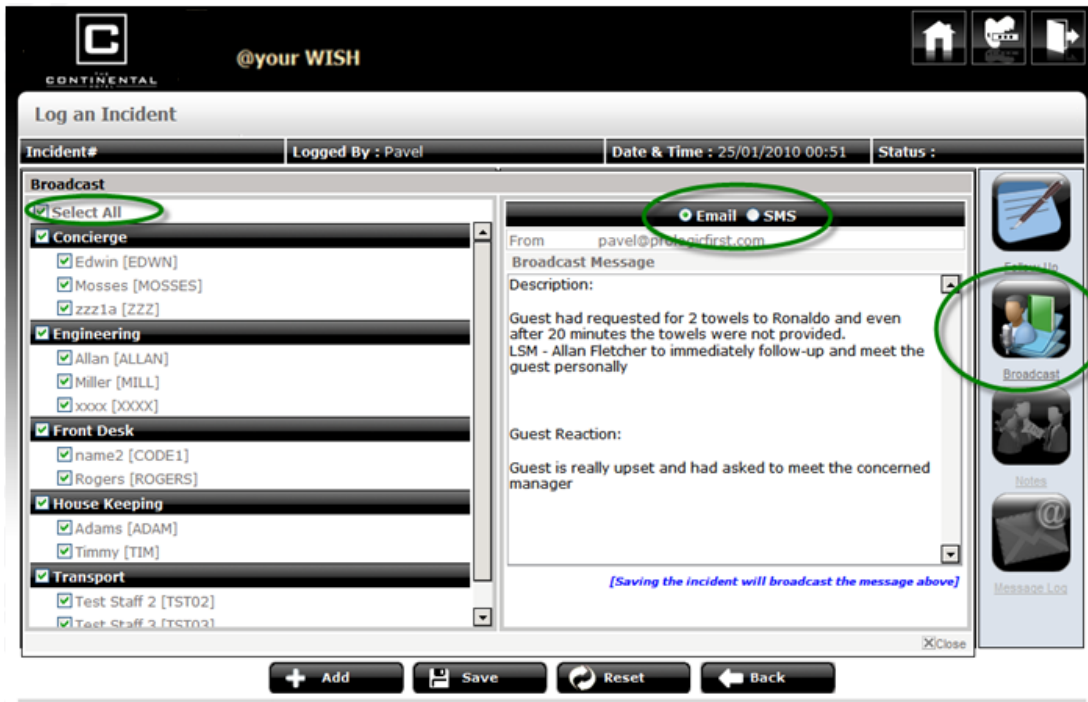 C
THE
CONTINENTAL
HOTEL
@your WISH
Log an Incident
Incident#
Logged By : Pavel
Date & Time : 25/01/2010 00:51
Status :
Broadcast
Select All
Concierge
Edwin [EDWN]
Mosses [MOSSES]
zzz1a [ZZZ]
Engineering
Allan [ALLAN]
Miller [MILL]
xxxx [XXXX]
Front Desk
name2 [CODE1]
Rogers [ROGERS]
House Keeping
Adams [ADAM]
Timmy [TIM]
Transport
Test Staff 2 [TST02]
Test Staff 3 [TST03]
Email SMS
From pavel@prologicfirst.com
Broadcast Message
Description:
Guest had requested for 2 towels to Ronaldo and even
after 20 minutes the towels were not provided.
LSM - Allan Fletcher to immediately follow-up and meet the
guest personally
Guest Reaction:
Guest is really upset and had asked to meet the concerned
manager
[Saving the incident will broadcast the message above]
Follow Up
Broadcast
Notes
@
Message Log
Close
Add
Save
Reset
Back